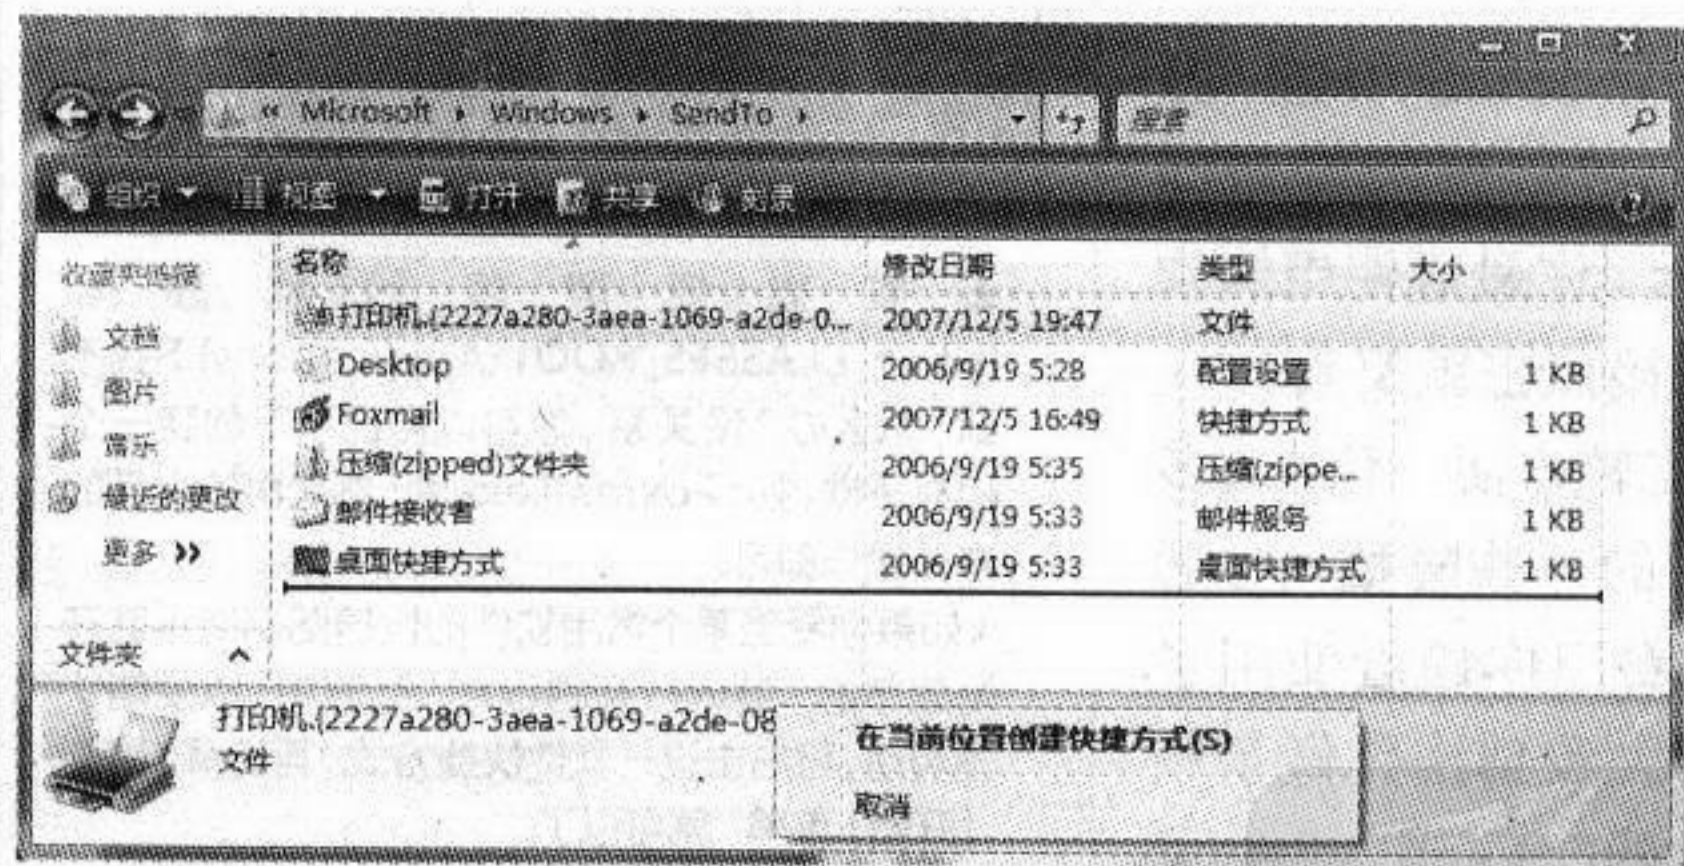 « Microsoft ▸ Windows ▸ SendTo ▸ 搜索
组织 视图 打开 共享 刻录
收藏夹链接
文档
图片
音乐
最近的更改
更多 »
文件夹
名称 修改日期 类型 大小
打印机.{2227a280-3aea-1069-a2de-0... 2007/12/5 19:47 文件
Desktop 2006/9/19 5:28 配置设置 1 KB
Foxmail 2007/12/5 16:49 快捷方式 1 KB
压缩(zipped)文件夹 2006/9/19 5:35 压缩(zippe... 1 KB
邮件接收者 2006/9/19 5:33 邮件服务 1 KB
桌面快捷方式 2006/9/19 5:33 桌面快捷方式 1 KB
打印机.{2227a280-3aea-1069-a2de-08
文件
在当前位置创建快捷方式(S)
取消